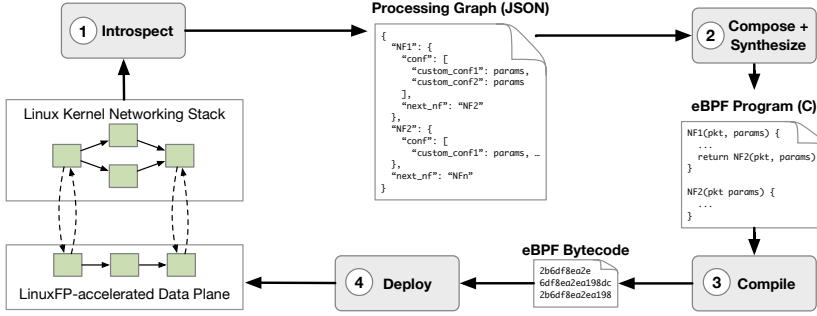 Processing Graph (JSON)
1 Introspect
{
"NF1": {
"conf": [
"custom_conf1": params,
"custom_conf2": params
],
"next_nf": "NF2"
},
"NF2": {
"conf": [
"custom_conf1": params, …
},
"next_nf": "NFn"
}
2 Compose +
Synthesize
eBPF Program (C)
NF1(pkt, params) {
...
return NF2(pkt, params)
}
NF2(pkt params) {
...
}
Linux Kernel Networking Stack
LinuxFP-accelerated Data Plane
4 Deploy
eBPF Bytecode
2b6df8ea2e
6df8ea2ea198dc
2b6df8ea2ea198
3 Compile